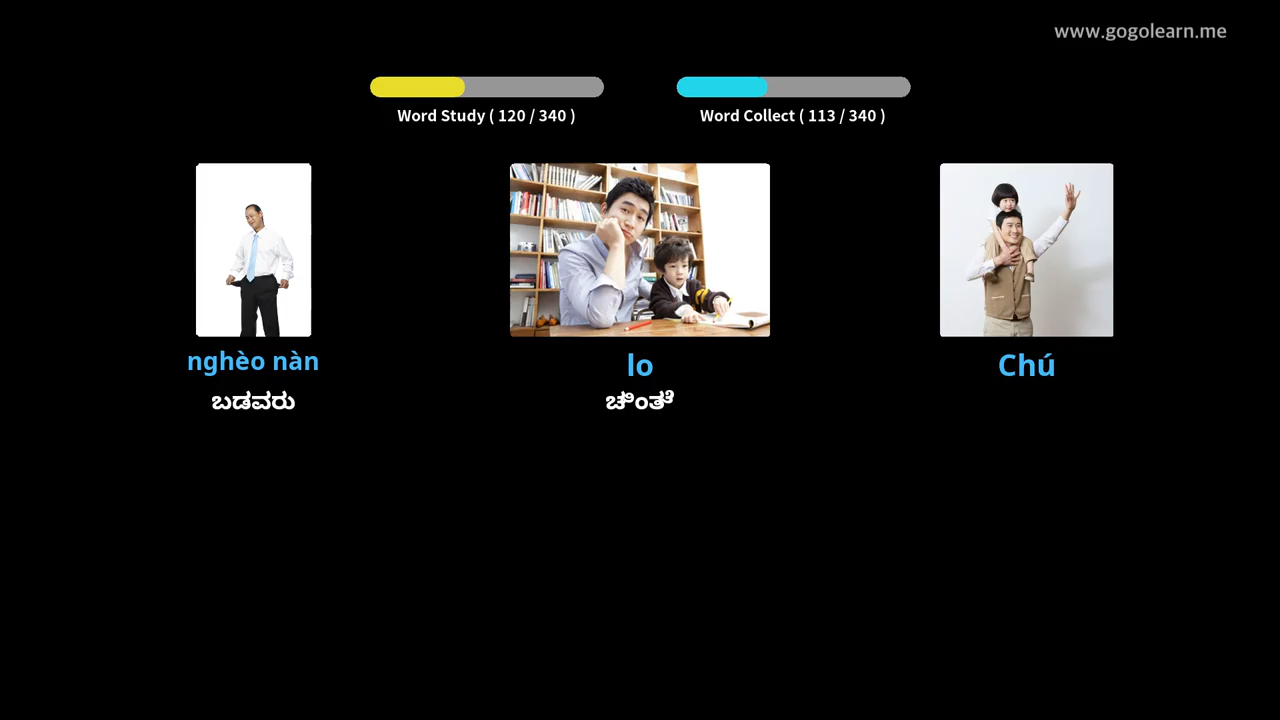 www.gogolearn.me
Word Study ( 120 / 340 )
Word Collect ( 113 / 340 )
nghèo nàn
lo
Chú
ಬಡವರು
ಚಿಂತೆ